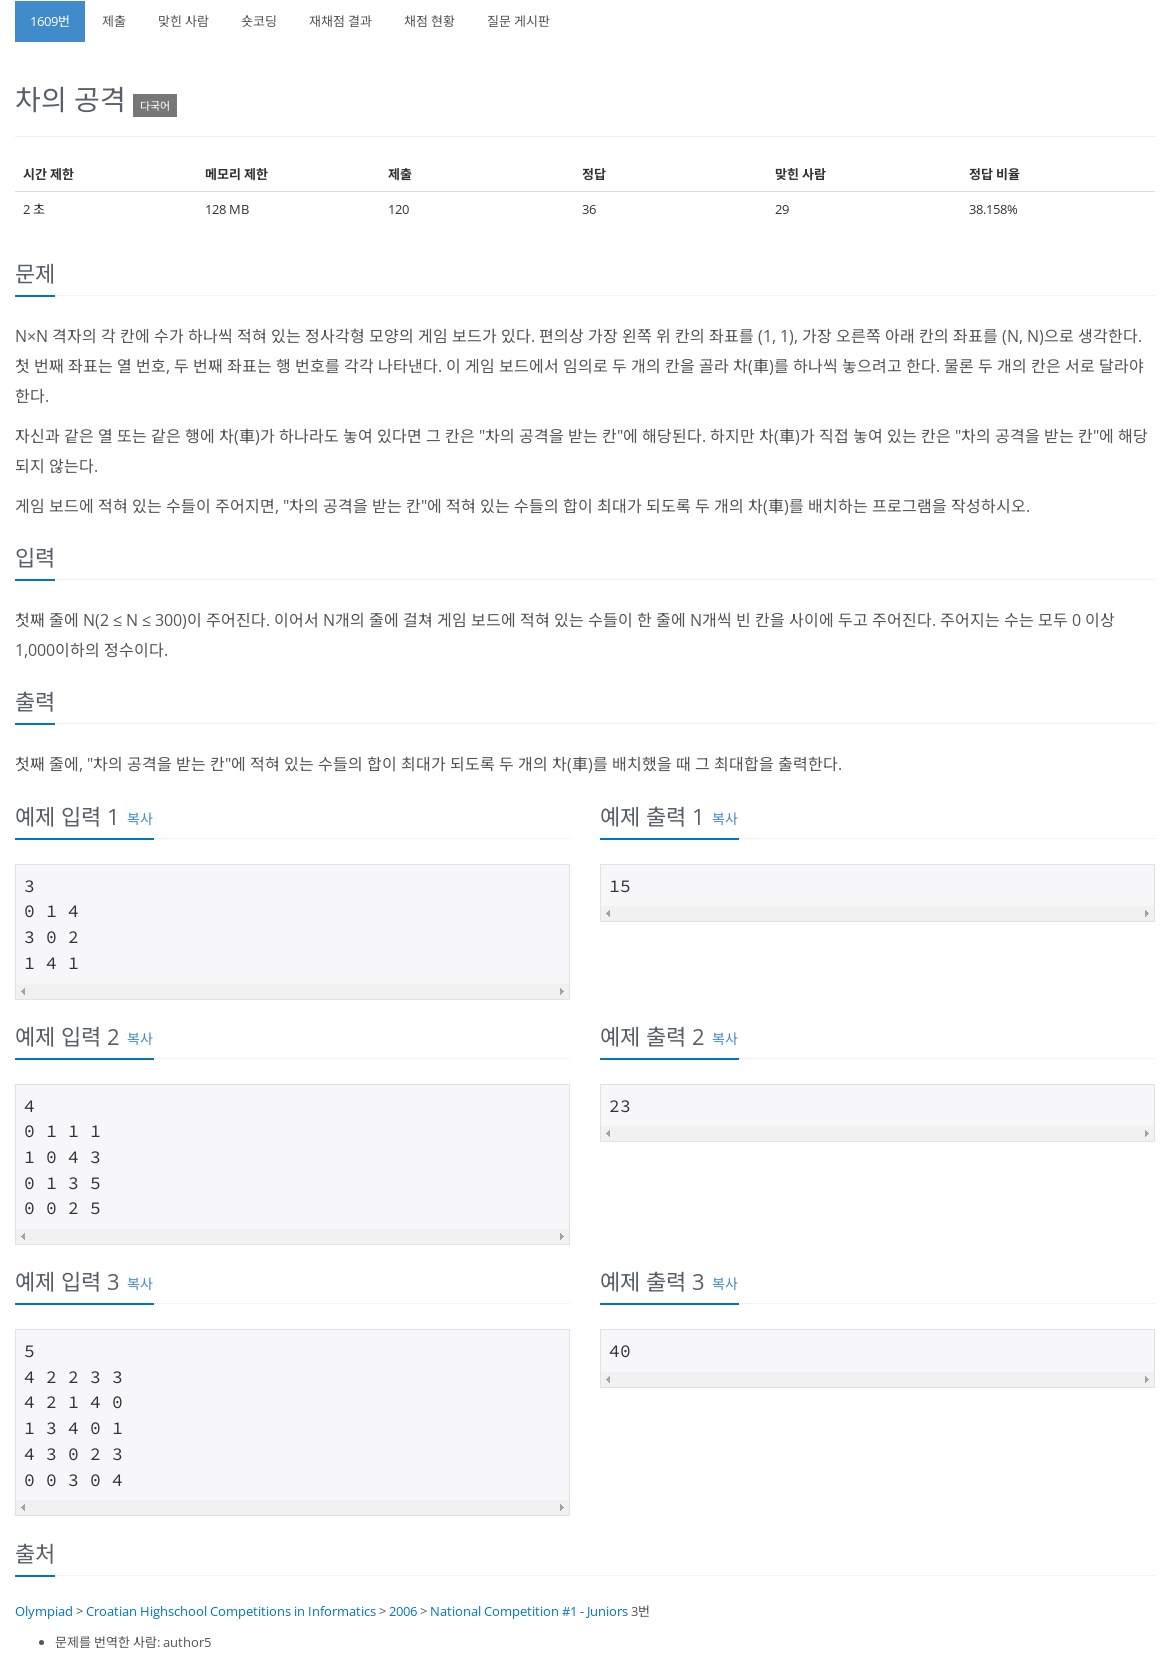 1609번 제출 맞힌 사람 숏코딩 재채점 결과 채점 현황 질문 게시판
차의 공격 다국어
시간 제한 메모리 제한 제출 정답 맞힌 사람 정답 비율
2 초 128 MB 120 36 29 38.158%
문제
N×N 격자의 각 칸에 수가 하나씩 적혀 있는 정사각형 모양의 게임 보드가 있다. 편의상 가장 왼쪽 위 칸의 좌표를 (1, 1), 가장 오른쪽 아래 칸의 좌표를 (N, N)으로 생각한다.
첫 번째 좌표는 열 번호, 두 번째 좌표는 행 번호를 각각 나타낸다. 이 게임 보드에서 임의로 두 개의 칸을 골라 차(車)를 하나씩 놓으려고 한다. 물론 두 개의 칸은 서로 달라야
한다.
자신과 같은 열 또는 같은 행에 차(車)가 하나라도 놓여 있다면 그 칸은 "차의 공격을 받는 칸"에 해당된다. 하지만 차(車)가 직접 놓여 있는 칸은 "차의 공격을 받는 칸"에 해당
되지 않는다.
게임 보드에 적혀 있는 수들이 주어지면, "차의 공격을 받는 칸"에 적혀 있는 수들의 합이 최대가 되도록 두 개의 차(車)를 배치하는 프로그램을 작성하시오.
입력
첫째 줄에 N(2 ≤ N ≤ 300)이 주어진다. 이어서 N개의 줄에 걸쳐 게임 보드에 적혀 있는 수들이 한 줄에 N개씩 빈 칸을 사이에 두고 주어진다. 주어지는 수는 모두 0 이상
1,000이하의 정수이다.
출력
첫째 줄에, "차의 공격을 받는 칸"에 적혀 있는 수들의 합이 최대가 되도록 두 개의 차(車)를 배치했을 때 그 최대합을 출력한다.
예제 입력 1 복사
3
0 1 4
3 0 2
1 4 1
예제 출력 1 복사
15
예제 입력 2 복사
4
0 1 1 1
1 0 4 3
0 1 3 5
0 0 2 5
예제 출력 2 복사
23
예제 입력 3 복사
5
4 2 2 3 3
4 2 1 4 0
1 3 4 0 1
4 3 0 2 3
0 0 3 0 4
예제 출력 3 복사
40
출처
Olympiad > Croatian Highschool Competitions in Informatics > 2006 > National Competition #1 - Juniors 3번
• 문제를 번역한 사람: author5